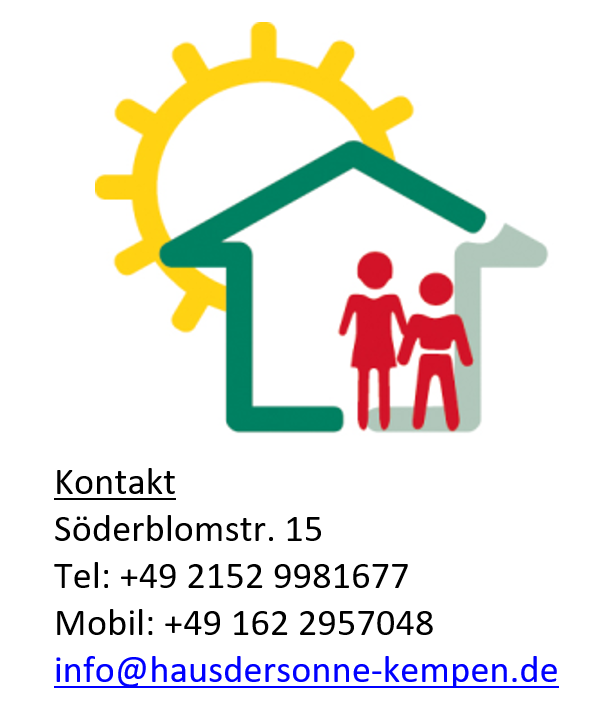 Kontakt
Söderblomstr. 15
Tel: +49 2152 9981677
Mobil: +49 162 2957048
info@hausdersonne-kempen.de